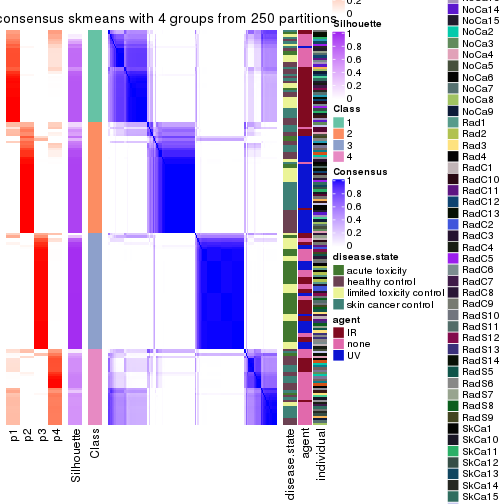 consensus skmeans with 4 groups from 250 partitions
0.2
0
Silhouette
1
0.8
0.6
0.4
0.2
0
Class
1
2
3
4
Consensus
1
0.8
0.6
0.4
0.2
0
disease.state
acute toxicity
healthy control
limited toxicity control
skin cancer control
agent
IR
none
UV
NoCa14
NoCa15
NoCa2
NoCa3
NoCa4
NoCa5
NoCa6
NoCa7
NoCa8
NoCa9
Rad1
Rad2
Rad3
Rad4
RadC1
RadC10
RadC11
RadC12
RadC13
RadC2
RadC3
RadC4
RadC5
RadC6
RadC7
RadC8
RadC9
RadS10
RadS11
RadS12
RadS13
RadS14
RadS5
RadS6
RadS7
RadS8
RadS9
SkCa1
SkCa10
SkCa11
SkCa12
SkCa13
SkCa14
SkCa15
p1
p2
p3
p4
Silhouette
Class
disease.state
agent
individual